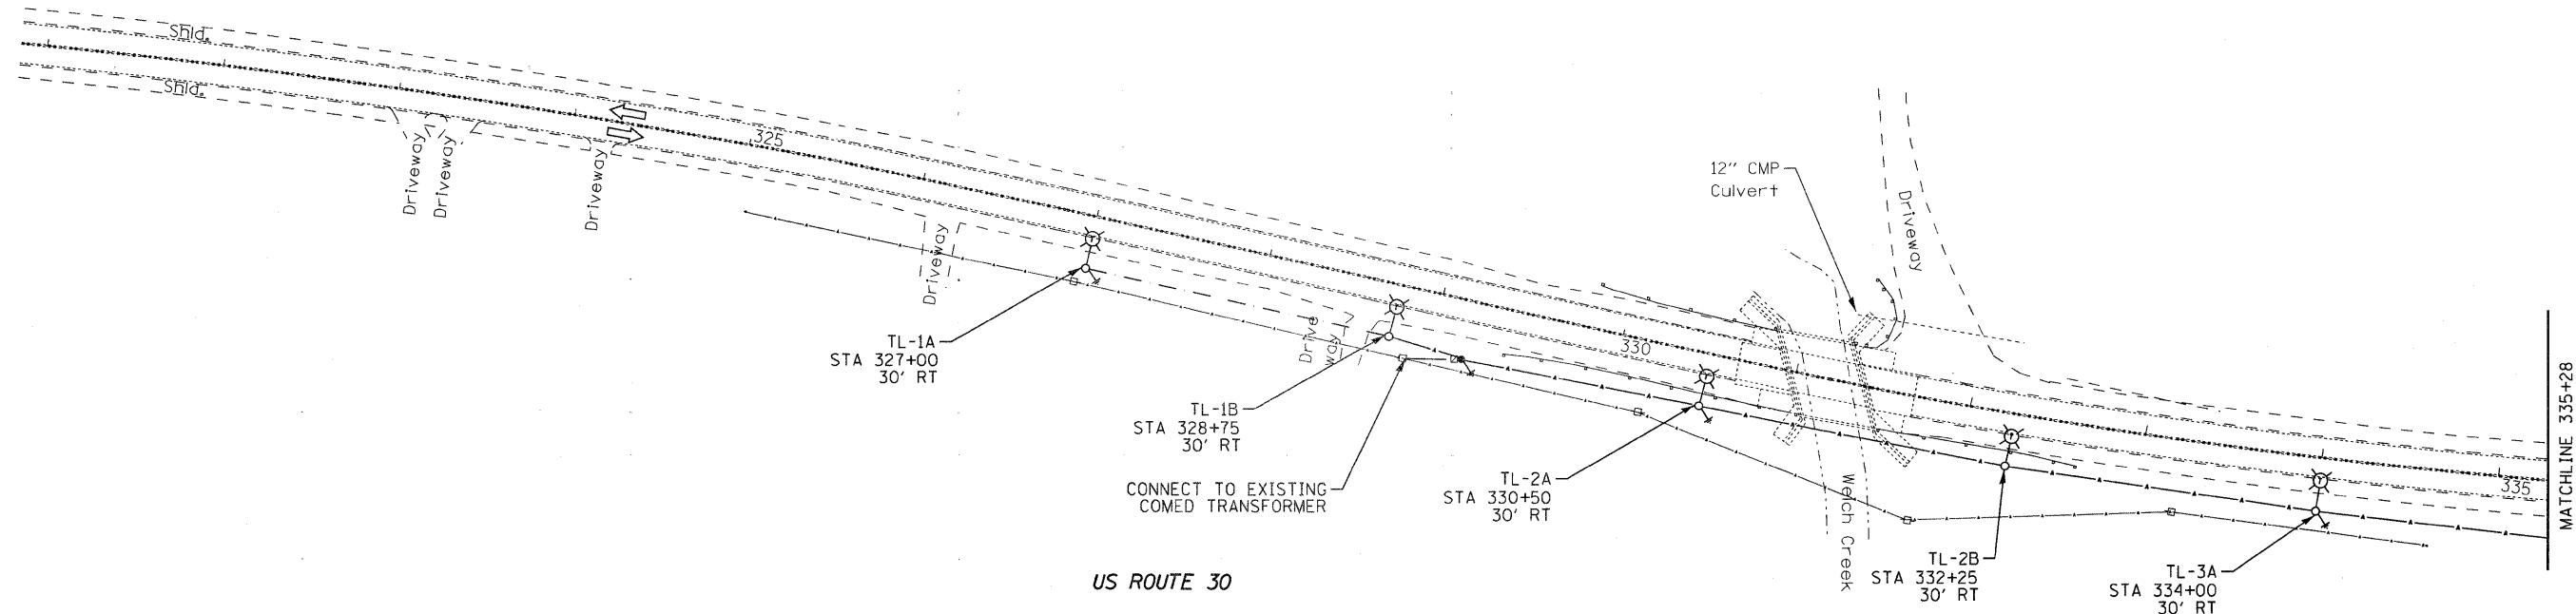 Shld.
Shld.
Driveway
Driveway
Driveway
325
Driveway
TL-1A
STA 327+00
30' RT
Drive
way
TL-1B
STA 328+75
30' RT
CONNECT TO EXISTING
COMED TRANSFORMER
330
12" CMP
Culvert
Driveway
TL-2A
STA 330+50
30' RT
Welch Creek
TL-2B
STA 332+25
30' RT
TL-3A
STA 334+00
30' RT
335
MATCHLINE 335+28
US ROUTE 30